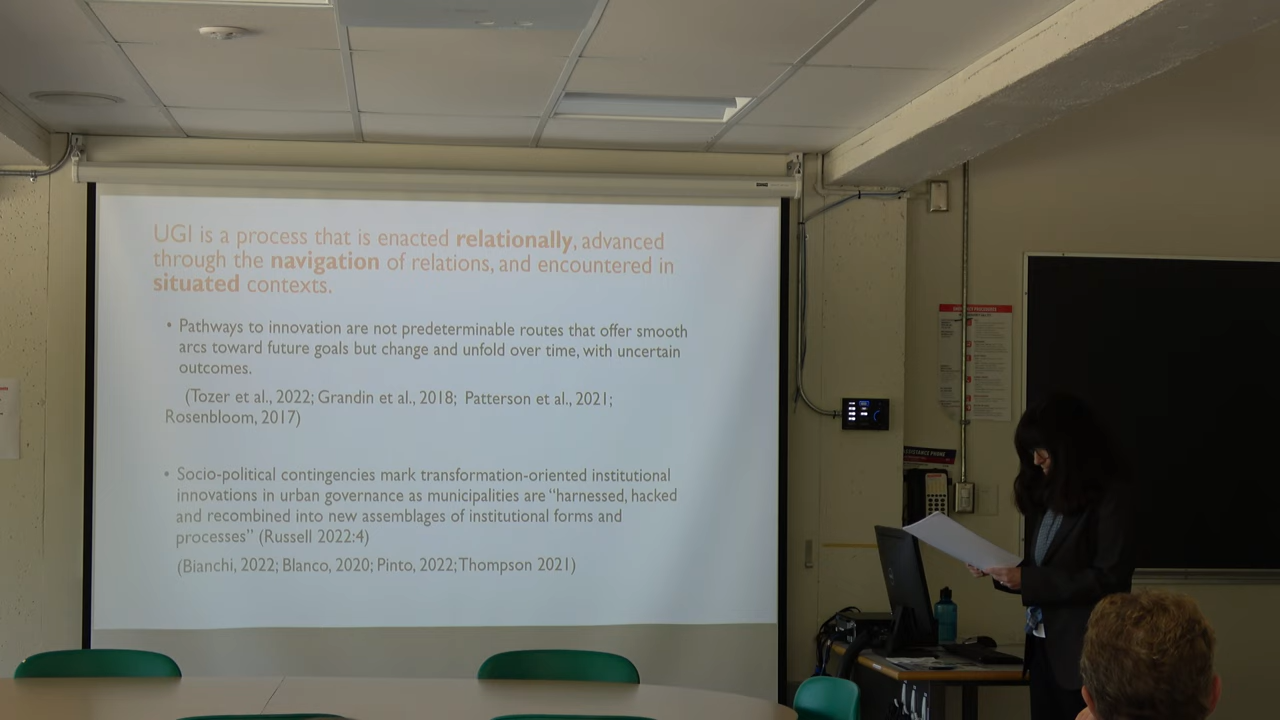 UGI is a process that is enacted relationally, advanced
through the navigation of relations, and encountered in
situated contexts.
• Pathways to innovation are not predeterminable routes that offer smooth
arcs toward future goals but change and unfold over time, with uncertain
outcomes.
(Tozer et al., 2022; Grandin et al., 2018; Patterson et al., 2021;
Rosenbloom, 2017)
• Socio-political contingencies mark transformation-oriented institutional
innovations in urban governance as municipalities are “harnessed, hacked
and recombined into new assemblages of institutional forms and
processes” (Russell 2022:4)
(Bianchi, 2022; Blanco, 2020; Pinto, 2022; Thompson 2021)